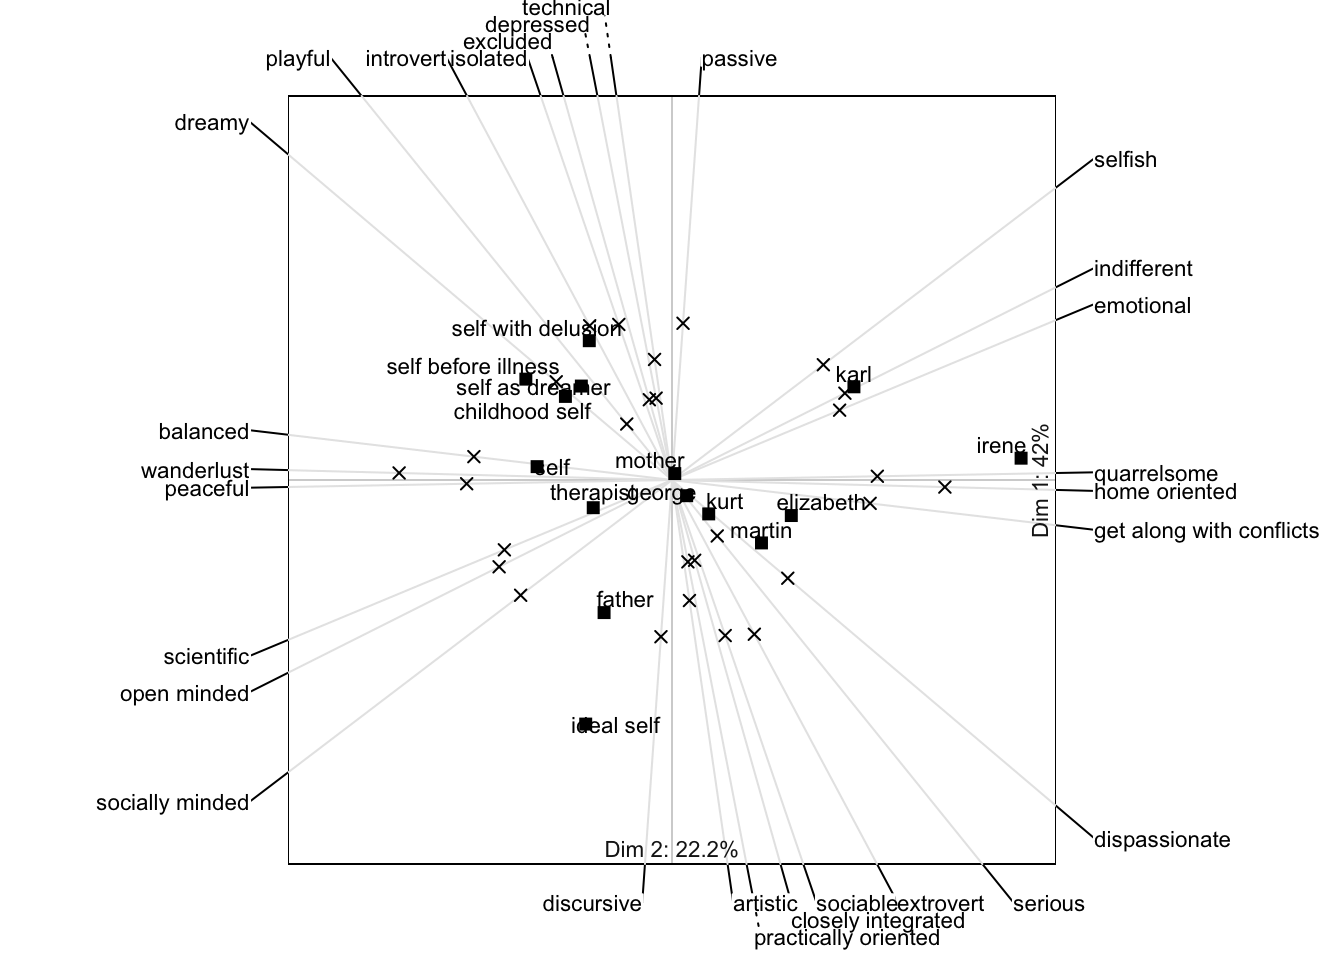 technical
depressed
excluded
playful
introvert
isolated
passive
dreamy
selfish
indifferent
emotional
self with delusion
self before illness
karl
self as dreamer
childhood self
balanced
irene
mother
self
wanderlust
quarrelsome
peaceful
home oriented
therapist
george
kurt
elizabeth
Dim 1: 42%
martin
get along with conflicts
father
scientific
open minded
ideal self
socially minded
dispassionate
Dim 2: 22.2%
discursive
artistic
sociable
extrovert
serious
closely integrated
practically oriented